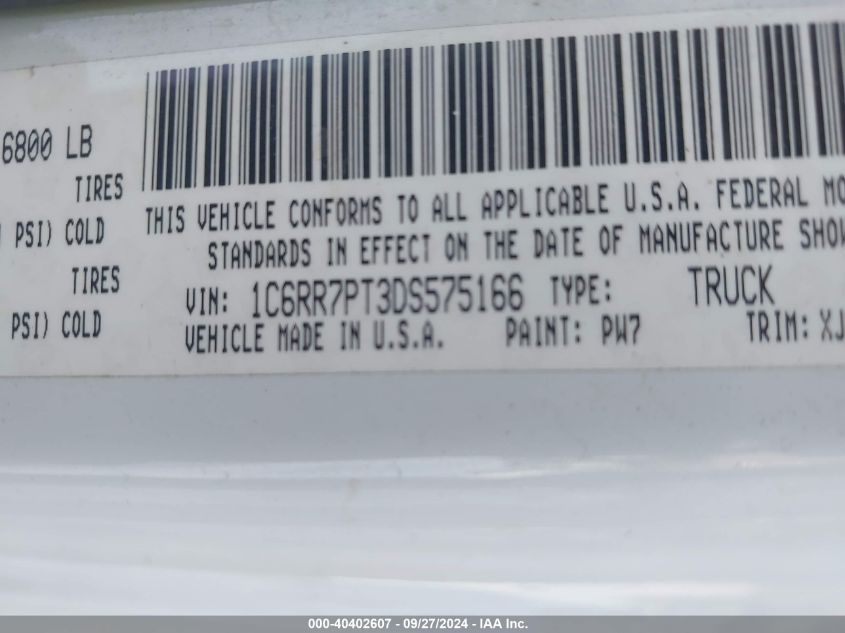 6800 LB
TIRES
PSI) COLD
TIRES
PSI) COLD
THIS VEHICLE CONFORMS TO ALL APPLICABLE U.S.A. FEDERAL MO
STANDARDS IN EFFECT ON THE DATE OF MANUFACTURE SHOW
VIN: 1C6RR7PT3DS575166 TYPE: TRUCK
VEHICLE MADE IN U.S.A. PAINT: PW7 TRIM: XJ
000-40402607 - 09/27/2024 - IAA Inc.